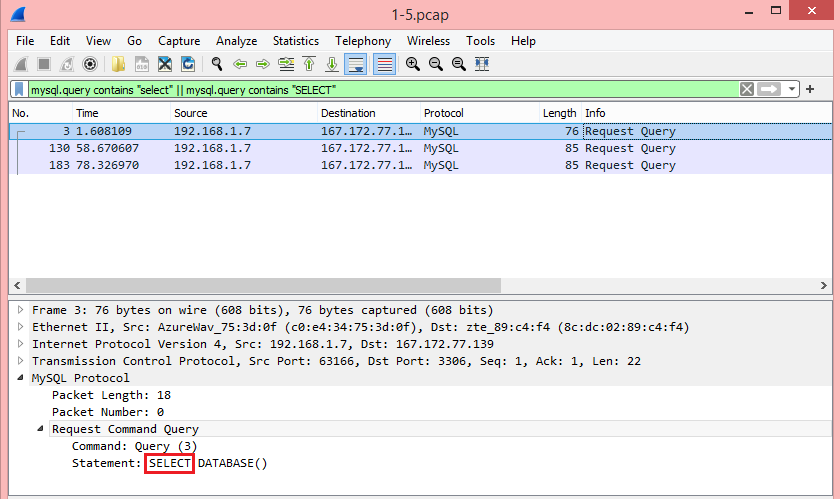 1-5.pcap
File Edit View Go Capture Analyze Statistics Telephony Wireless Tools Help
mysql.query contains "select" || mysql.query contains "SELECT"
No. Time Source Destination Protocol Length Info
3 1.608109 192.168.1.7 167.172.77.1… MySQL 76 Request Query
130 58.670607 192.168.1.7 167.172.77.1… MySQL 85 Request Query
183 78.326970 192.168.1.7 167.172.77.1… MySQL 85 Request Query
Frame 3: 76 bytes on wire (608 bits), 76 bytes captured (608 bits)
Ethernet II, Src: AzureWav_75:3d:0f (c0:e4:34:75:3d:0f), Dst: zte_89:c4:f4 (8c:dc:02:89:c4:f4)
Internet Protocol Version 4, Src: 192.168.1.7, Dst: 167.172.77.139
Transmission Control Protocol, Src Port: 63166, Dst Port: 3306, Seq: 1, Ack: 1, Len: 22
MySQL Protocol
Packet Length: 18
Packet Number: 0
Request Command Query
Command: Query (3)
Statement: SELECT DATABASE()